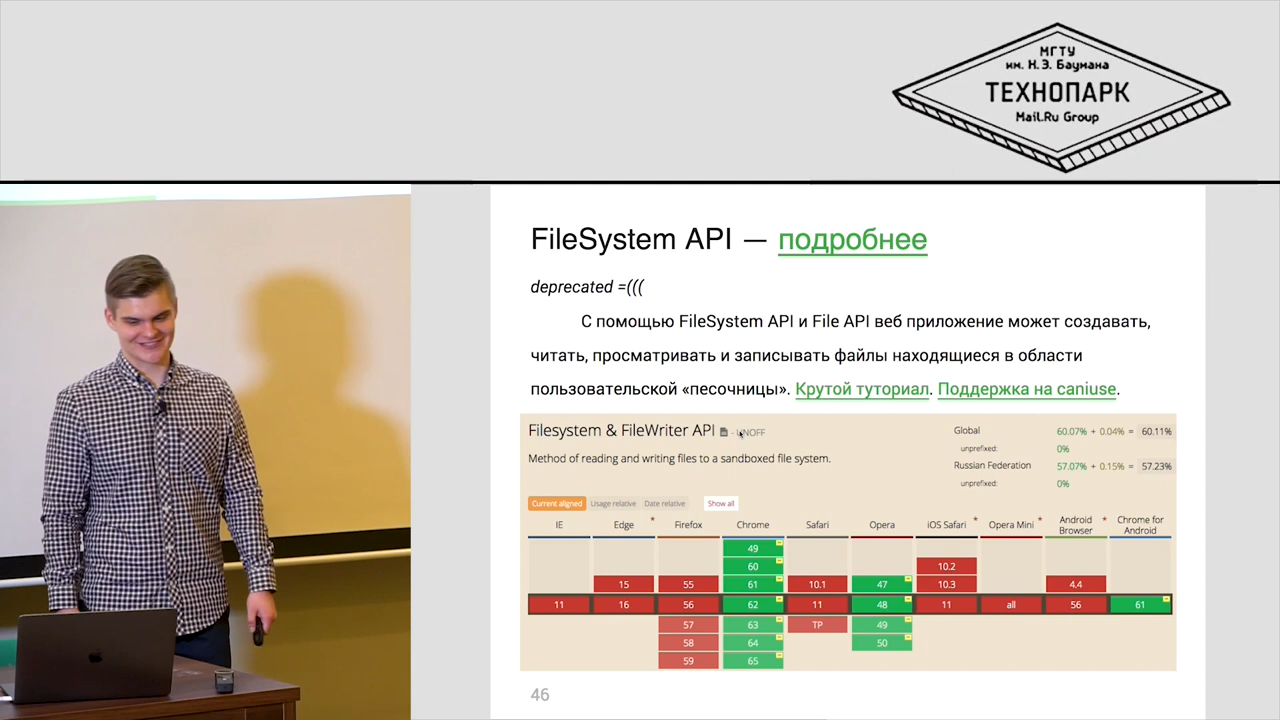 МГТУ
им. Н.Э. Баумана
ТЕХНОПАРК
Mail.Ru Group
FileSystem API — подробнее
deprecated =(((
С помощью FileSystem API и File API веб приложение может создавать,
читать, просматривать и записывать файлы находящиеся в области
пользовательской «песочницы». Крутой туториал. Поддержка на caniuse.
Filesystem & FileWriter API - UNOFF
Method of reading and writing files to a sandboxed file system.
Global 60.07% + 0.04% = 60.11%
unprefixed: 0%
Russian Federation 57.07% + 0.15% = 57.23%
unprefixed: 0%
Current aligned Usage relative Date relative Show all
IE Edge * Firefox Chrome Safari Opera iOS Safari * Opera Mini * Android Browser * Chrome for Android
49
60 10.2
15 55 61 10.1 47 10.3 4.4
11 16 56 62 11 48 11 all 56 61
57 63 TP 49
58 64 50
59 65
46